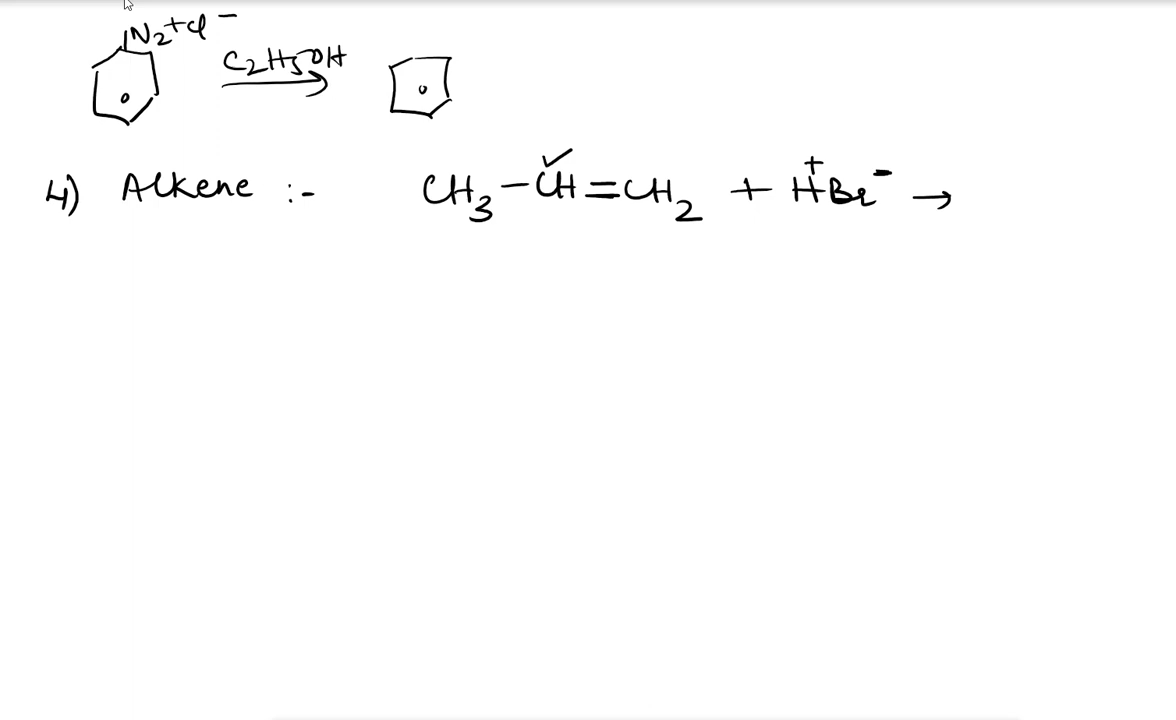 N2+Cl-
C2H5OH
4) Alkene :- CH3-CH=CH2 + H+Br- →